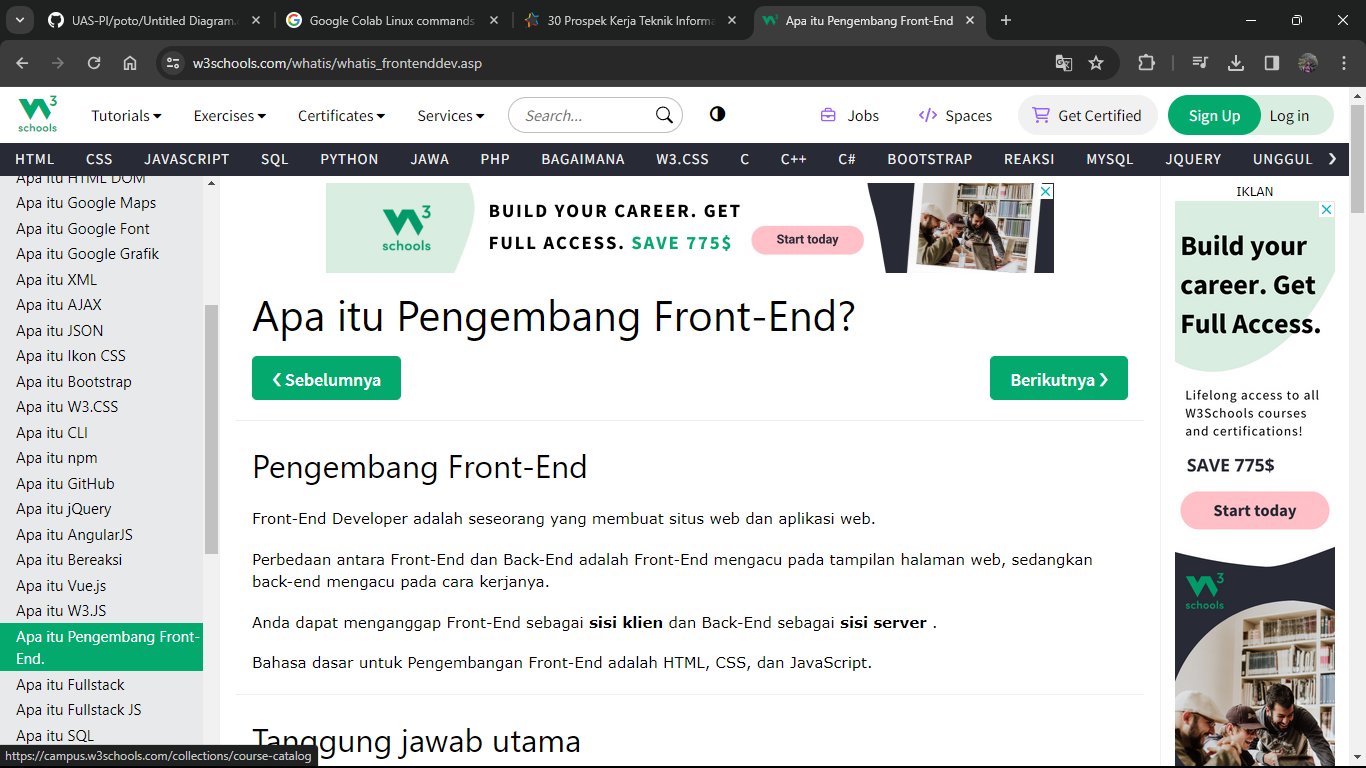 UAS-PI/poto/Untitled Diagram.
Google Colab Linux commands
30 Prospek Kerja Teknik Informa
Apa itu Pengembang Front-End
w3schools.com/whatis/whatis_frontenddev.asp
W3
schools
Tutorials
Exercises
Certificates
Services
Search...
Jobs
Spaces
Get Certified
Sign Up
Log in
HTML CSS JAVASCRIPT SQL PYTHON JAWA PHP BAGAIMANA W3.CSS C C++ C# BOOTSTRAP REAKSI MYSQL JQUERY UNGGUL
Apa itu HTML DOM
Apa itu Google Maps
Apa itu Google Font
Apa itu Google Grafik
Apa itu XML
Apa itu AJAX
Apa itu JSON
Apa itu Ikon CSS
Apa itu Bootstrap
Apa itu W3.CSS
Apa itu CLI
Apa itu npm
Apa itu GitHub
Apa itu jQuery
Apa itu AngularJS
Apa itu Bereaksi
Apa itu Vue.js
Apa itu W3.JS
Apa itu Pengembang Front-
End.
Apa itu Fullstack
Apa itu Fullstack JS
Apa itu SQL
https://campus.w3schools.com/collections/course-catalog
W3
schools
BUILD YOUR CAREER. GET
FULL ACCESS. SAVE 775$
Start today
Apa itu Pengembang Front-End?
❮ Sebelumnya
Berikutnya ❯
Pengembang Front-End
Front-End Developer adalah seseorang yang membuat situs web dan aplikasi web.
Perbedaan antara Front-End dan Back-End adalah Front-End mengacu pada tampilan halaman web, sedangkan
back-end mengacu pada cara kerjanya.
Anda dapat menganggap Front-End sebagai sisi klien dan Back-End sebagai sisi server .
Bahasa dasar untuk Pengembangan Front-End adalah HTML, CSS, dan JavaScript.
Tanggung jawab utama
IKLAN
Build your
career. Get
Full Access.
Lifelong access to all
W3Schools courses
and certifications!
SAVE 775$
Start today
W3
schools